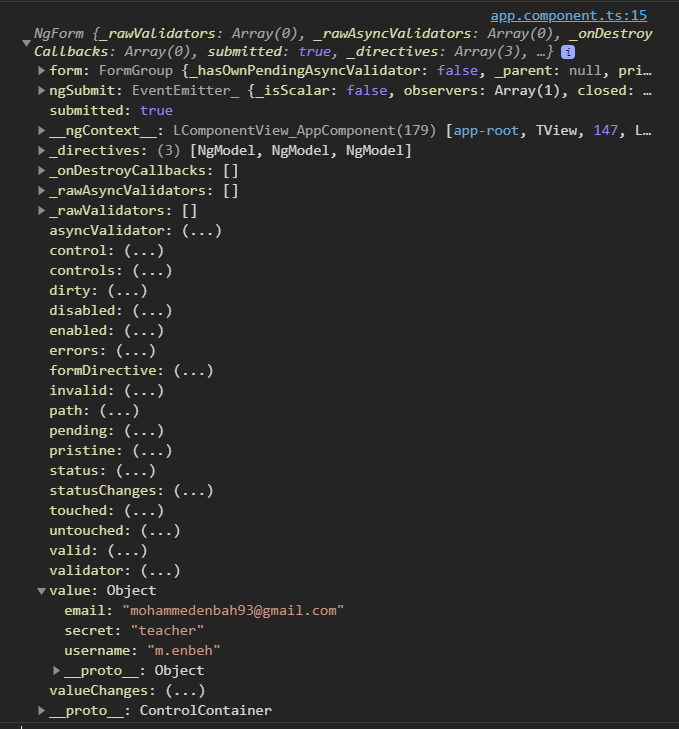 app.component.ts:15
NgForm {_rawValidators: Array(0), _rawAsyncValidators: Array(0), _onDestroy
Callbacks: Array(0), submitted: true, _directives: Array(3), …} i
form: FormGroup {_hasOwnPendingAsyncValidator: false, _parent: null, pri…
ngSubmit: EventEmitter_ {_isScalar: false, observers: Array(1), closed: …
submitted: true
__ngContext__: LComponentView_AppComponent(179) [app-root, TView, 147, L…
_directives: (3) [NgModel, NgModel, NgModel]
_onDestroyCallbacks: []
_rawAsyncValidators: []
_rawValidators: []
asyncValidator: (...)
control: (...)
controls: (...)
dirty: (...)
disabled: (...)
enabled: (...)
errors: (...)
formDirective: (...)
invalid: (...)
path: (...)
pending: (...)
pristine: (...)
status: (...)
statusChanges: (...)
touched: (...)
untouched: (...)
valid: (...)
validator: (...)
value: Object
email: "mohammedenbah93@gmail.com"
secret: "teacher"
username: "m.enbeh"
__proto__: Object
valueChanges: (...)
__proto__: ControlContainer